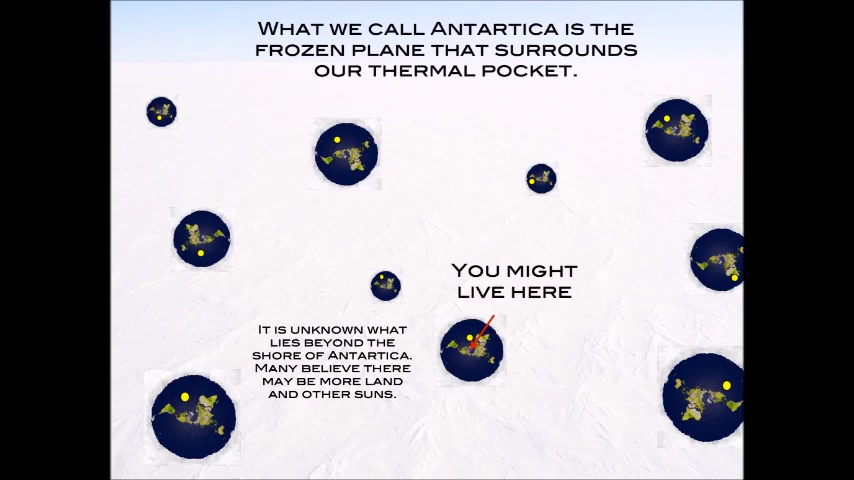 What we call Antartica is the
frozen plane that surrounds
our thermal pocket.
You might
live here
It is unknown what
lies beyond the
shore of Antartica.
Many believe there
may be more land
and other suns.